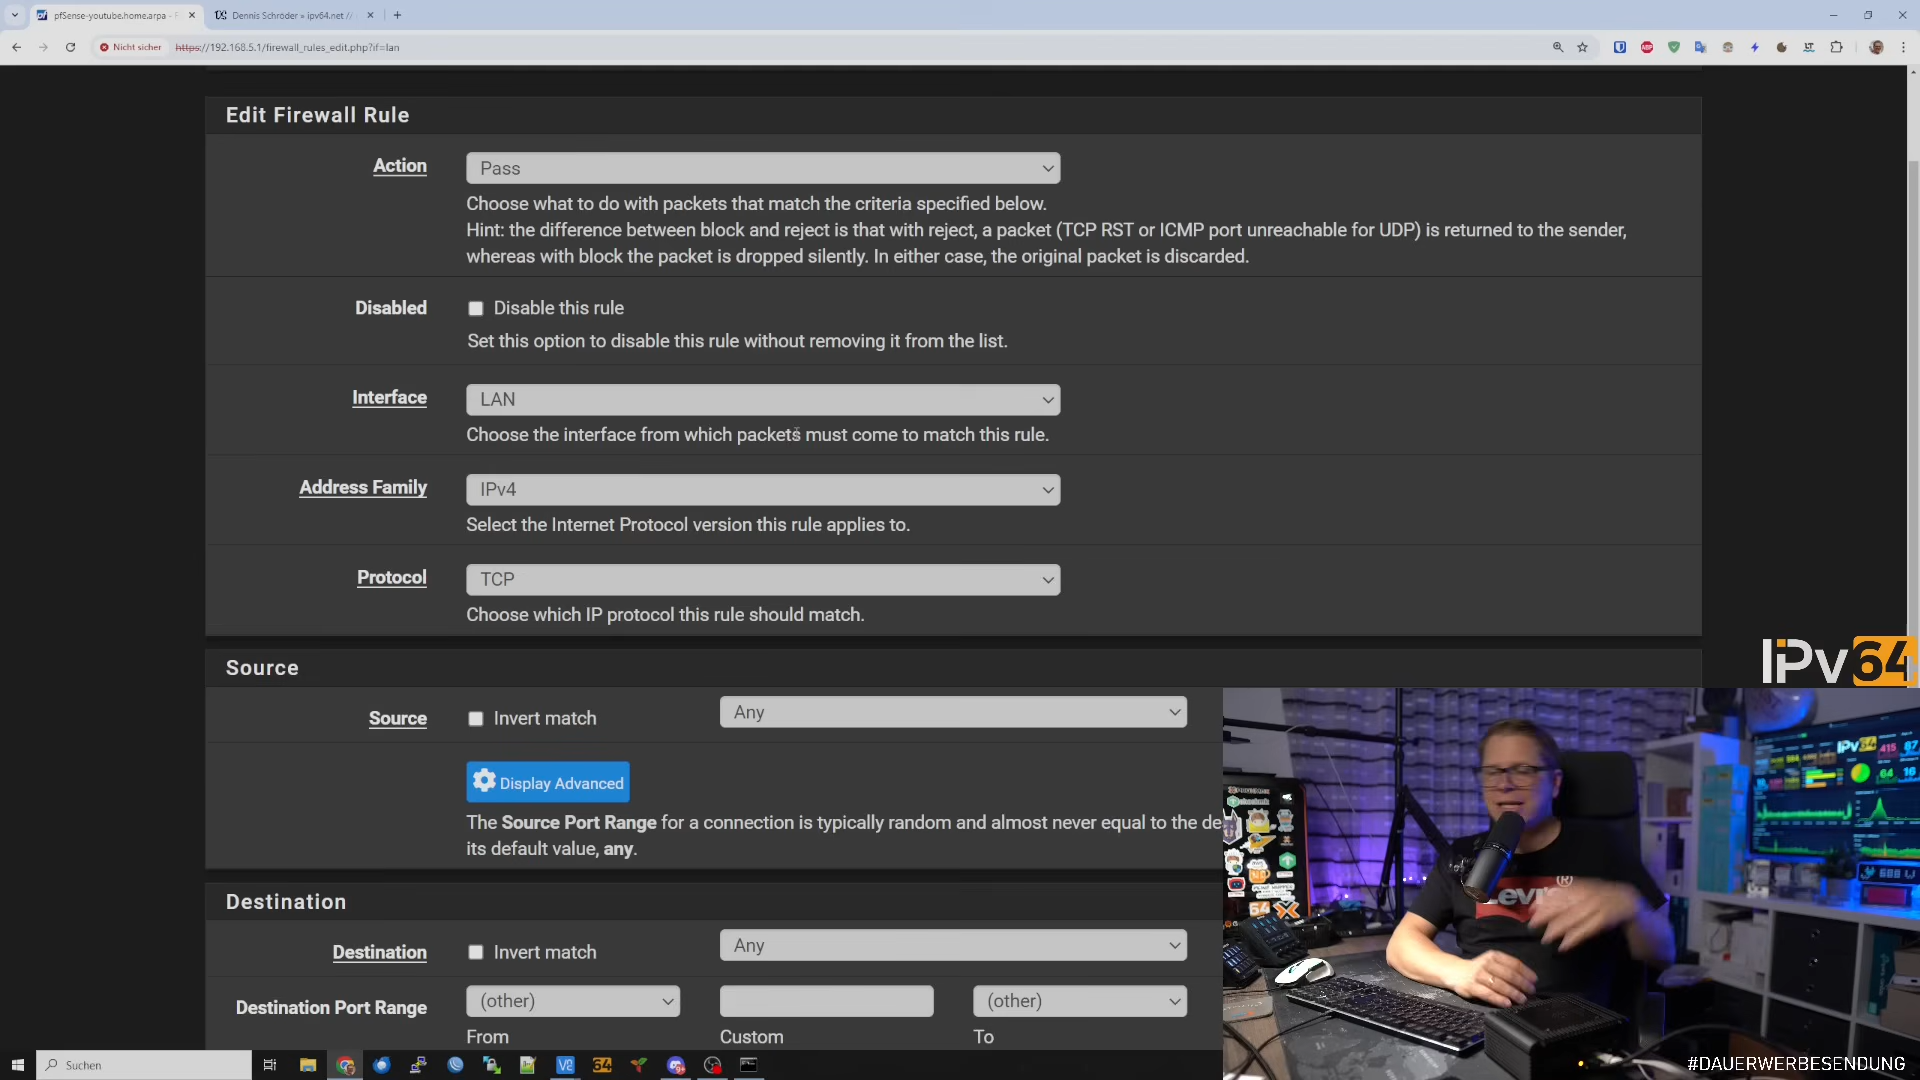 pfSense-youtube.home.arpa - F
Dennis Schröder » ipv64.net //
Nicht sicher
https://192.168.5.1/firewall_rules_edit.php?if=lan
Edit Firewall Rule
Action
Pass
Choose what to do with packets that match the criteria specified below.
Hint: the difference between block and reject is that with reject, a packet (TCP RST or ICMP port unreachable for UDP) is returned to the sender,
whereas with block the packet is dropped silently. In either case, the original packet is discarded.
Disabled
Disable this rule
Set this option to disable this rule without removing it from the list.
Interface
LAN
Choose the interface from which packets must come to match this rule.
Address Family
IPv4
Select the Internet Protocol version this rule applies to.
Protocol
TCP
Choose which IP protocol this rule should match.
IPv64
Source
Source
Invert match
Any
Display Advanced
The Source Port Range for a connection is typically random and almost never equal to the de
its default value, any.
Destination
Destination
Invert match
Any
Destination Port Range
(other)
(other)
From
Custom
To
IPv64
415
87
64
16
Levi's
Suchen
#DAUERWERBESENDUNG